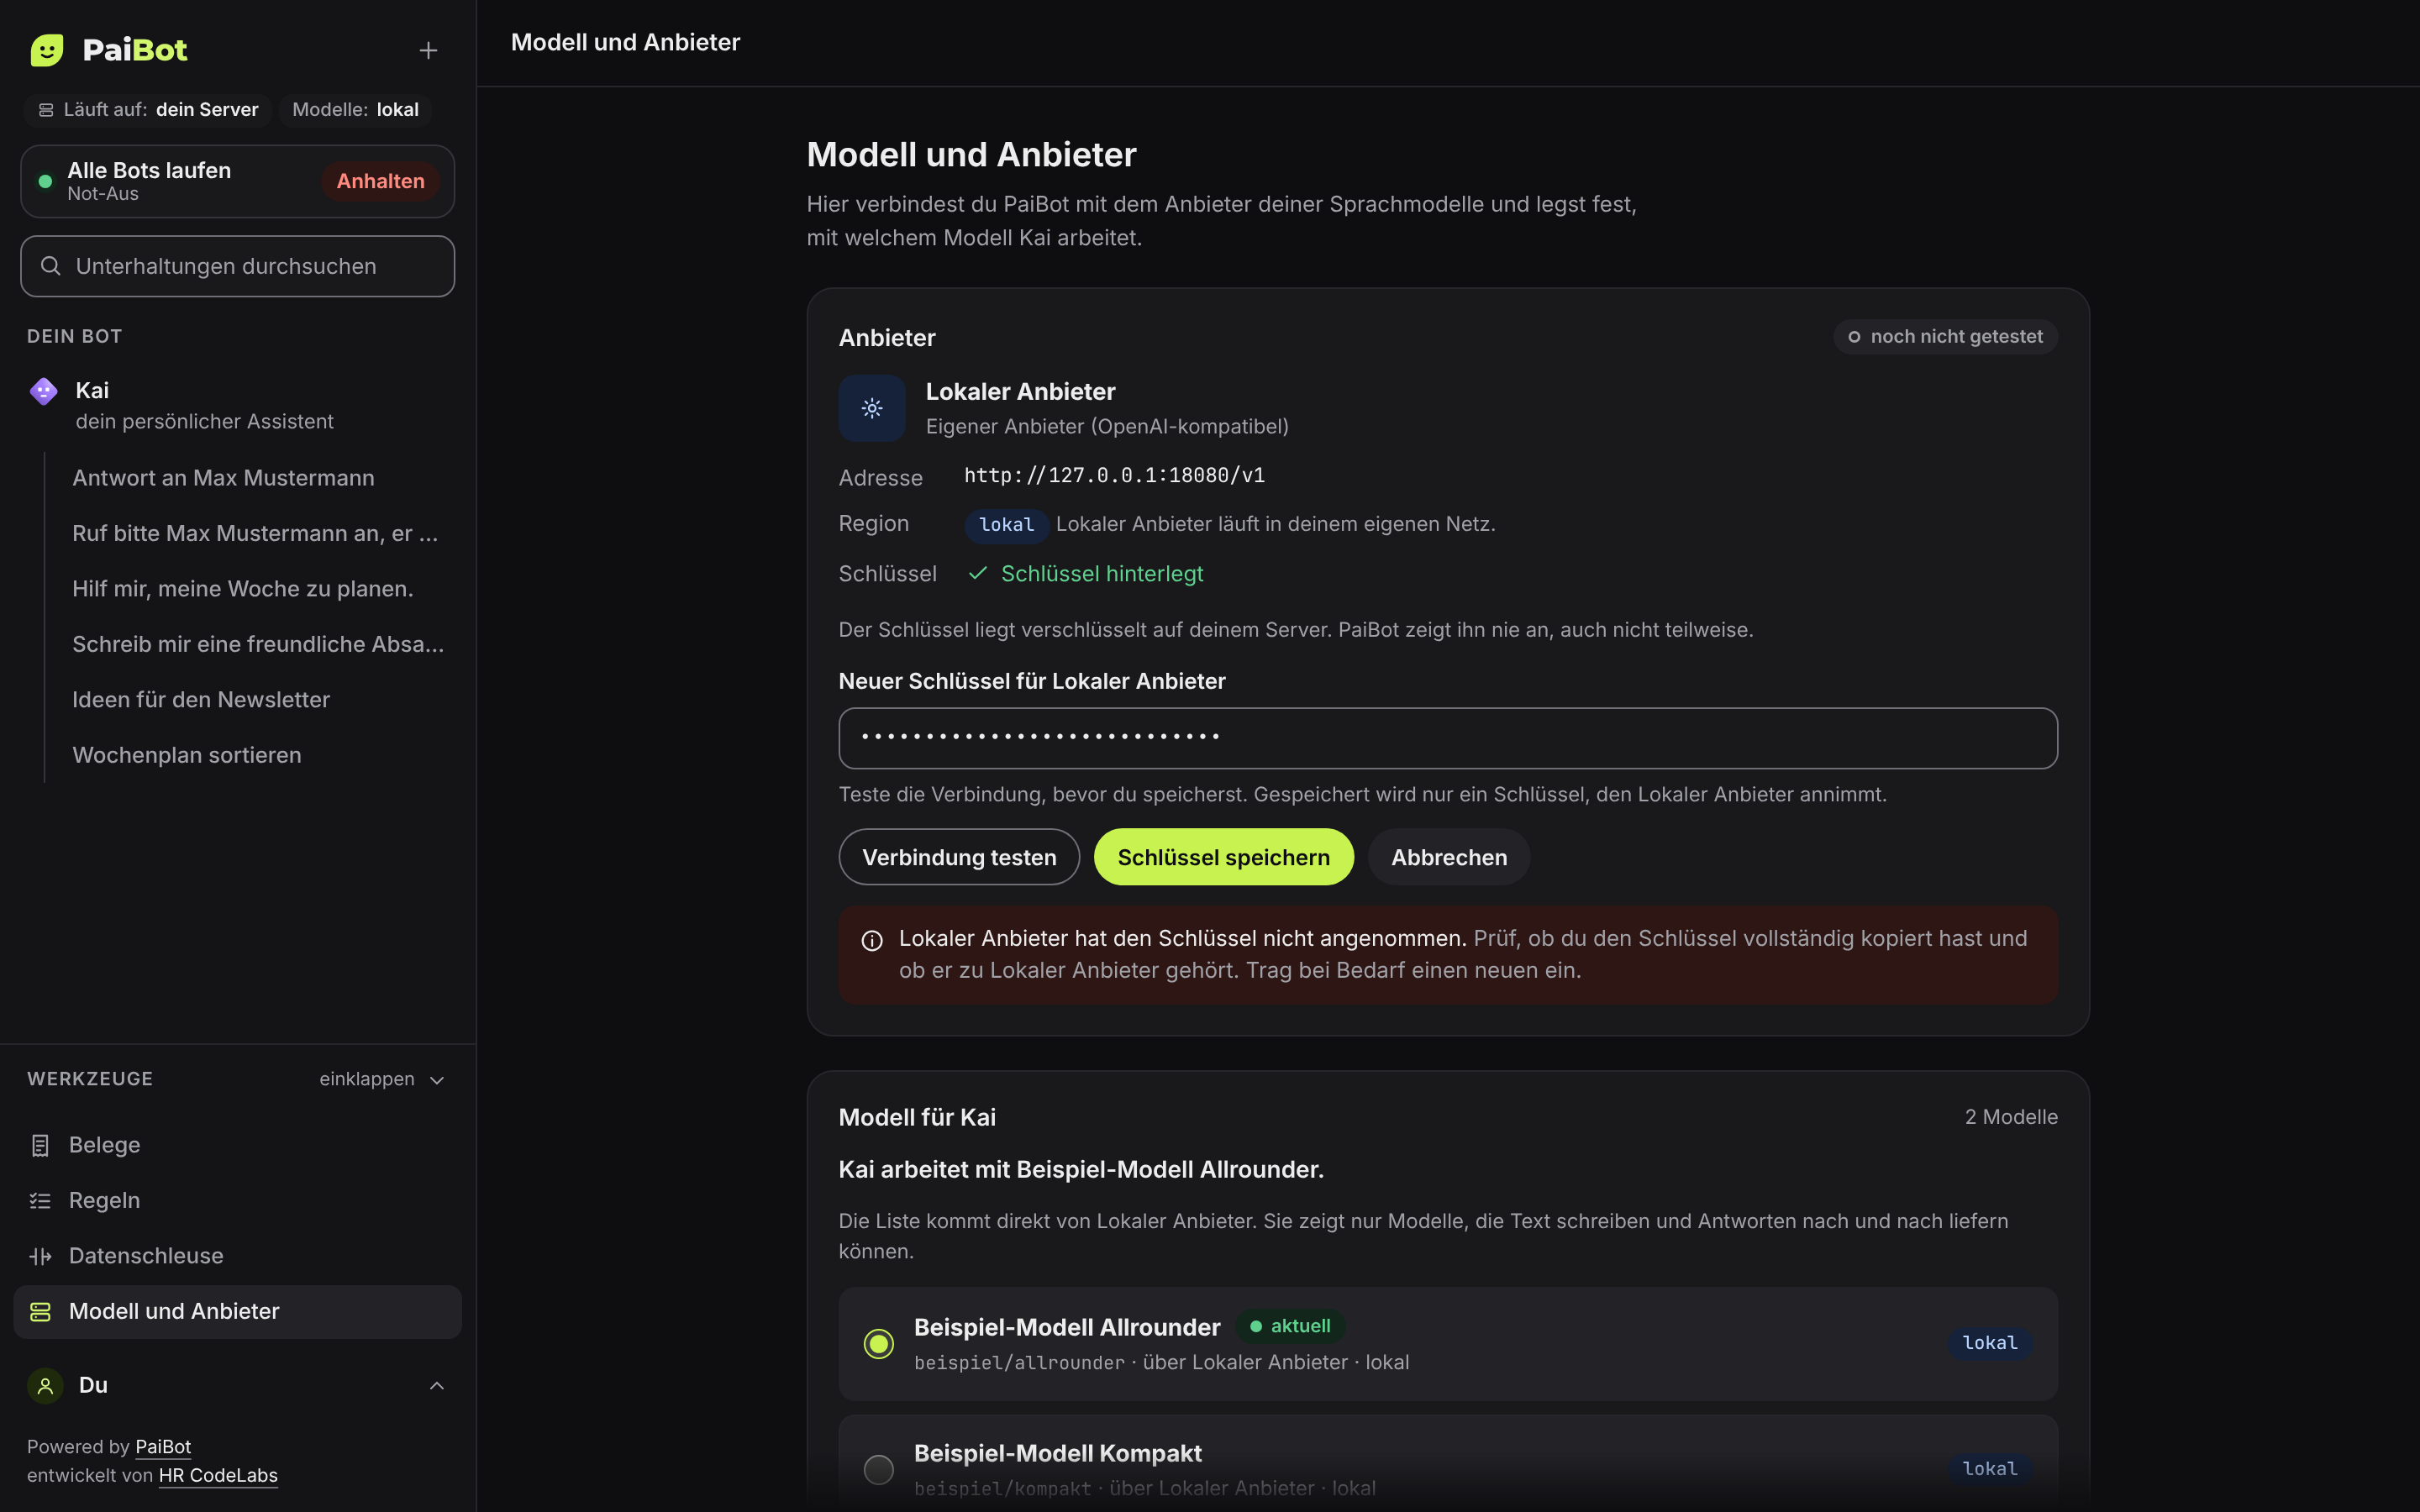 PaiBot
Läuft auf: dein Server
Modelle: lokal
Alle Bots laufen
Not-Aus
Anhalten
Unterhaltungen durchsuchen
DEIN BOT
Kai
dein persönlicher Assistent
Antwort an Max Mustermann
Ruf bitte Max Mustermann an, er ...
Hilf mir, meine Woche zu planen.
Schreib mir eine freundliche Absa...
Ideen für den Newsletter
Wochenplan sortieren
WERKZEUGE
einklappen
Belege
Regeln
Datenschleuse
Modell und Anbieter
Du
Powered by PaiBot
entwickelt von HR CodeLabs
Modell und Anbieter
Modell und Anbieter
Hier verbindest du PaiBot mit dem Anbieter deiner Sprachmodelle und legst fest,
mit welchem Modell Kai arbeitet.
Anbieter
noch nicht getestet
Lokaler Anbieter
Eigener Anbieter (OpenAI-kompatibel)
Adresse http://127.0.0.1:18080/v1
Region lokal Lokaler Anbieter läuft in deinem eigenen Netz.
Schlüssel Schlüssel hinterlegt
Der Schlüssel liegt verschlüsselt auf deinem Server. PaiBot zeigt ihn nie an, auch nicht teilweise.
Neuer Schlüssel für Lokaler Anbieter
••••••••••••••••••••••••••••
Teste die Verbindung, bevor du speicherst. Gespeichert wird nur ein Schlüssel, den Lokaler Anbieter annimmt.
Verbindung testen
Schlüssel speichern
Abbrechen
Lokaler Anbieter hat den Schlüssel nicht angenommen. Prüf, ob du den Schlüssel vollständig kopiert hast und
ob er zu Lokaler Anbieter gehört. Trag bei Bedarf einen neuen ein.
Modell für Kai
2 Modelle
Kai arbeitet mit Beispiel-Modell Allrounder.
Die Liste kommt direkt von Lokaler Anbieter. Sie zeigt nur Modelle, die Text schreiben und Antworten nach und nach liefern
können.
Beispiel-Modell Allrounder
aktuell
beispiel/allrounder · über Lokaler Anbieter · lokal
lokal
Beispiel-Modell Kompakt
beispiel/kompakt · über Lokaler Anbieter · lokal
lokal